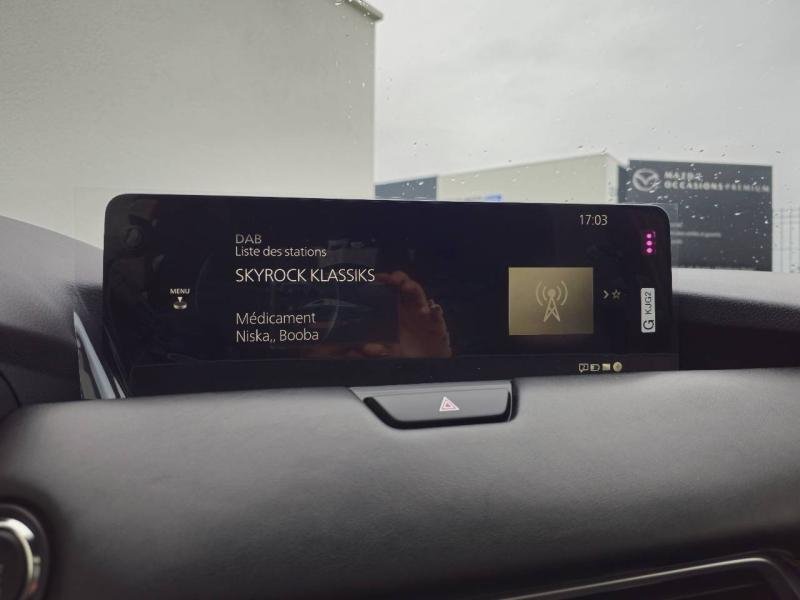 MAZDA
OCCASIONS PREMIUM
17:03
DAB
Liste des stations
SKYROCK KLASSIKS
MENU
Médicament
Niska,, Booba
G KJG2